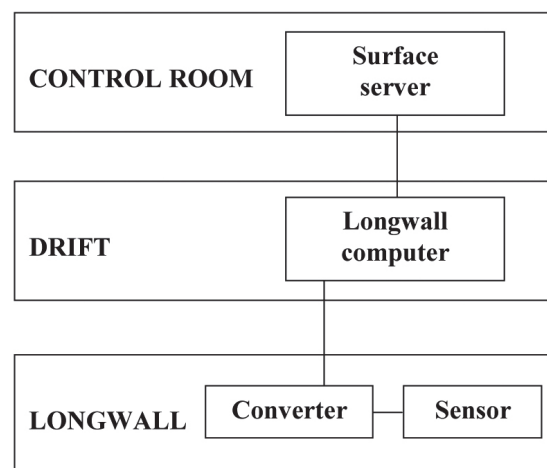 CONTROL ROOM
Surface
server
DRIFT
Longwall
computer
LONGWALL
Converter
Sensor